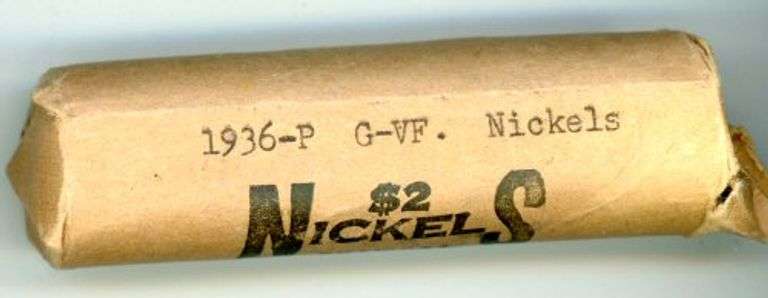 1936-P G-VF. Nickels
$2
NICKELS